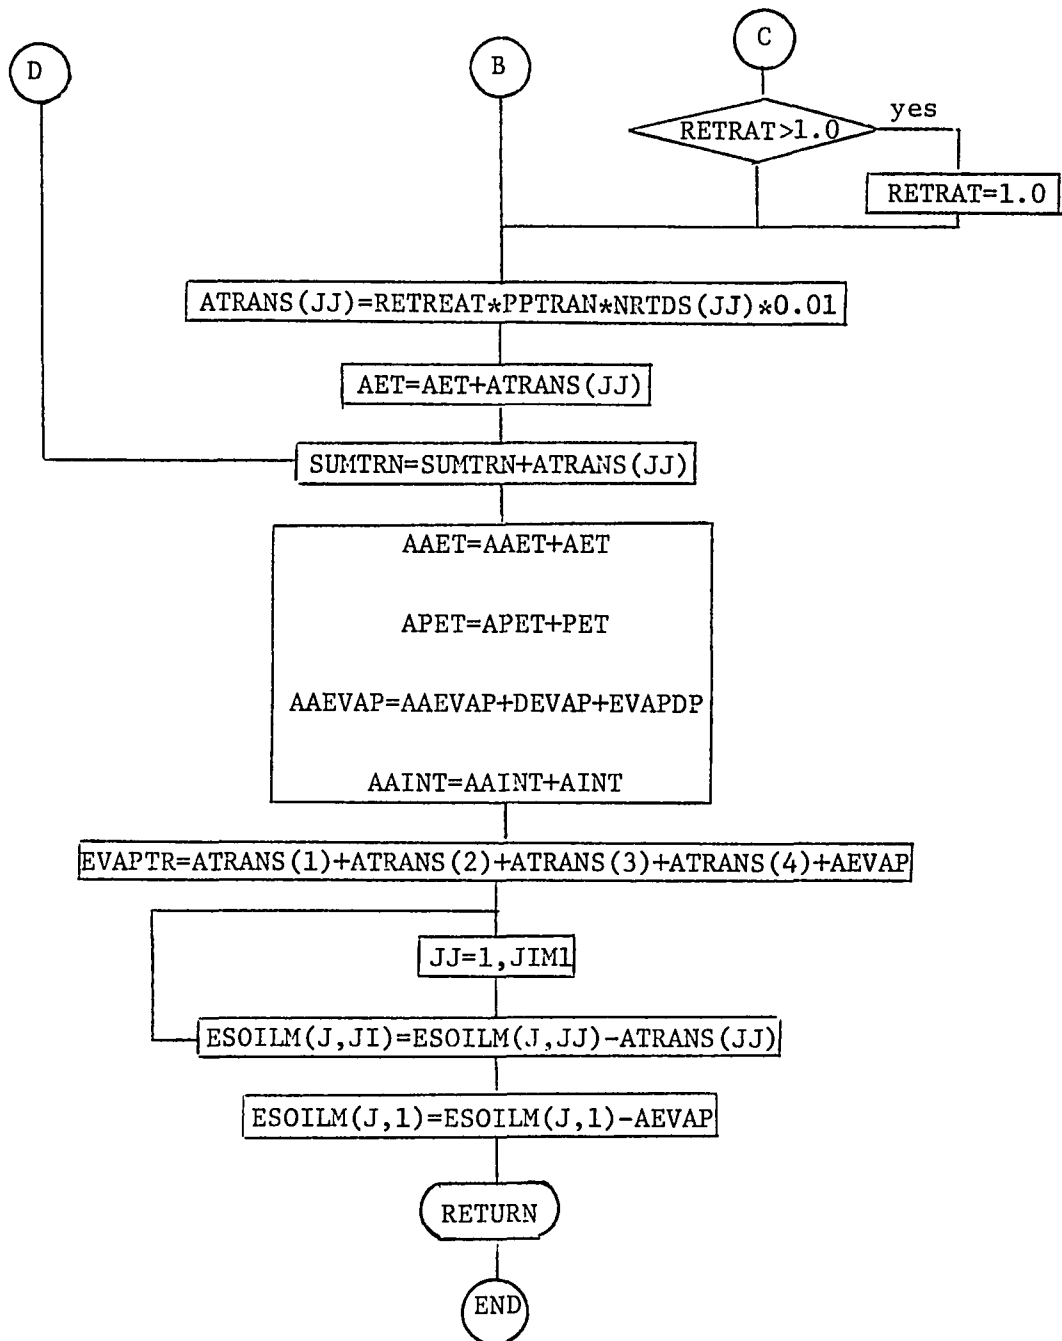 C
D
B
yes
RETRAT>1.0
RETRAT=1.0
ATRANS(JJ)=RETREAT*PPTRAN*NRTDS(JJ)*0.01
AET=AET+ATRANS(JJ)
SUMTRN=SUMTRN+ATRANS(JJ)
AAET=AAET+AET
APET=APET+PET
AAEVAP=AAEVAP+DEVAP+EVAPDP
AAINT=AAINT+AINT
EVAPTR=ATRANS(1)+ATRANS(2)+ATRANS(3)+ATRANS(4)+AEVAP
JJ=1,JIM1
ESOILM(J,JI)=ESOILM(J,JJ)-ATRANS(JJ)
ESOILM(J,1)=ESOILM(J,1)-AEVAP
RETURN
END